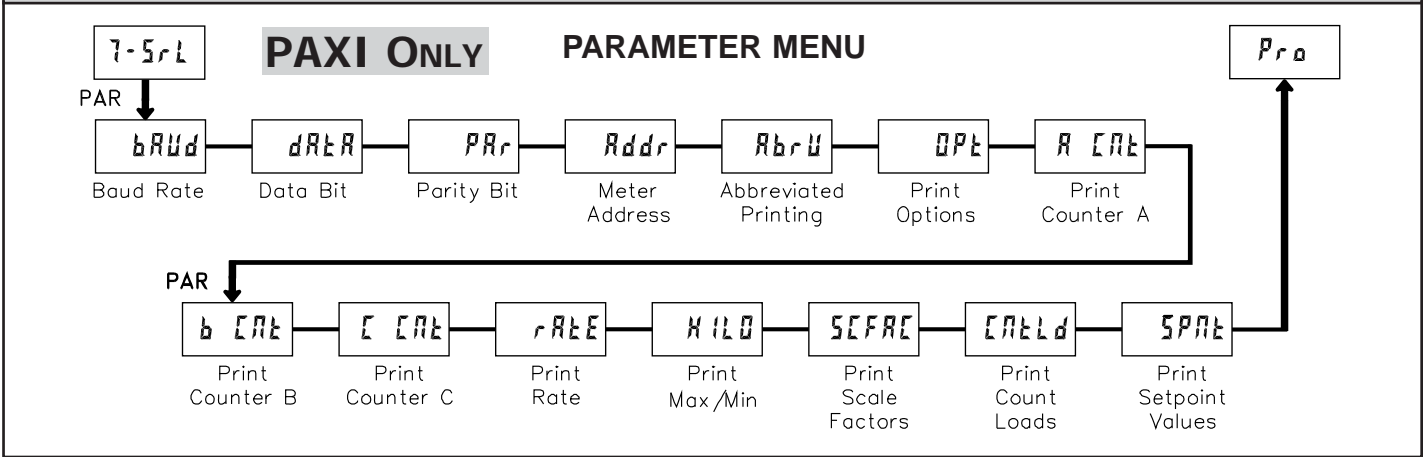 7-SrL
PAXI ONLY
PARAMETER MENU
Pro
PAR
bAUd
dAtA
PAr
Addr
AbrV
OPt
A CNt
Baud Rate
Data Bit
Parity Bit
Meter
Address
Abbreviated
Printing
Print
Options
Print
Counter A
PAR
b CNt
C CNt
rAtE
HILO
SCFAC
CNtLd
SPNt
Print
Counter B
Print
Counter C
Print
Rate
Print
Max/Min
Print
Scale
Factors
Print
Count
Loads
Print
Setpoint
Values